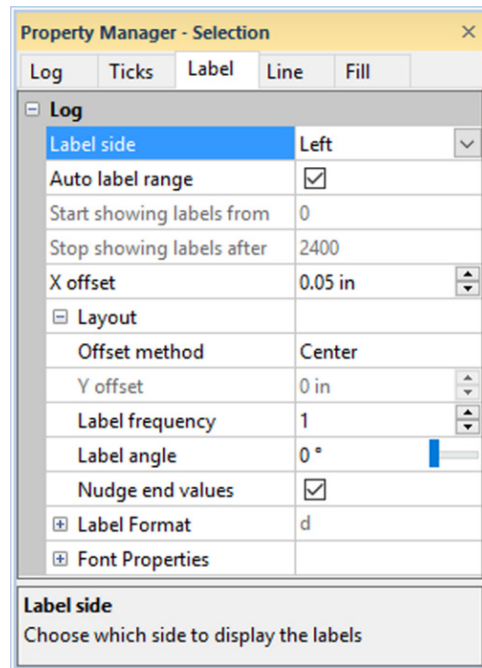 Property Manager - Selection
Log Ticks Label Line Fill
Log
Label side Left
Auto label range
Start showing labels from 0
Stop showing labels after 2400
X offset 0.05 in
Layout
Offset method Center
Y offset 0 in
Label frequency 1
Label angle 0 °
Nudge end values
Label Format d
Font Properties
Label side
Choose which side to display the labels